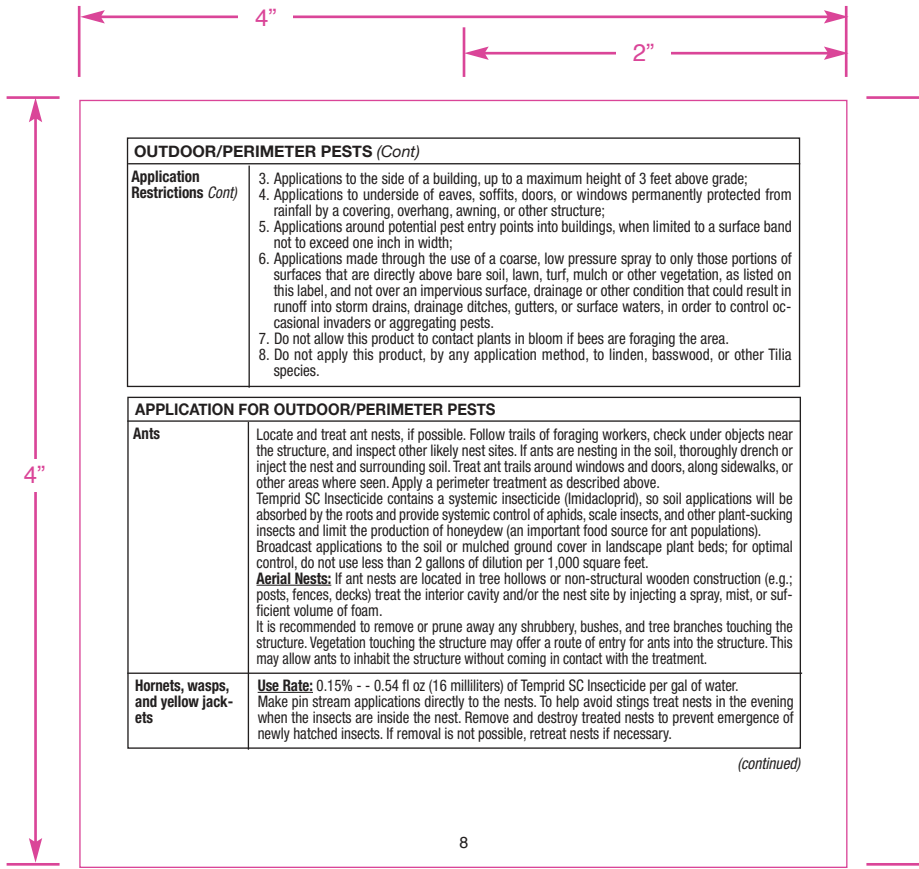 4”
2”
4”
OUTDOOR/PERIMETER PESTS (Cont)
Application
Restrictions Cont)
3. Applications to the side of a building, up to a maximum height of 3 feet above grade;
4. Applications to underside of eaves, soffits, doors, or windows permanently protected from
rainfall by a covering, overhang, awning, or other structure;
5. Applications around potential pest entry points into buildings, when limited to a surface band
not to exceed one inch in width;
6. Applications made through the use of a coarse, low pressure spray to only those portions of
surfaces that are directly above bare soil, lawn, turf, mulch or other vegetation, as listed on
this label, and not over an impervious surface, drainage or other condition that could result in
runoff into storm drains, drainage ditches, gutters, or surface waters, in order to control oc-
casional invaders or aggregating pests.
7. Do not allow this product to contact plants in bloom if bees are foraging the area.
8. Do not apply this product, by any application method, to linden, basswood, or other Tilia
species.
APPLICATION FOR OUTDOOR/PERIMETER PESTS
Ants
Locate and treat ant nests, if possible. Follow trails of foraging workers, check under objects near
the structure, and inspect other likely nest sites. If ants are nesting in the soil, thoroughly drench or
inject the nest and surrounding soil. Treat ant trails around windows and doors, along sidewalks, or
other areas where seen. Apply a perimeter treatment as described above.
Temprid SC Insecticide contains a systemic insecticide (Imidacloprid), so soil applications will be
absorbed by the roots and provide systemic control of aphids, scale insects, and other plant-sucking
insects and limit the production of honeydew (an important food source for ant populations).
Broadcast applications to the soil or mulched ground cover in landscape plant beds; for optimal
control, do not use less than 2 gallons of dilution per 1,000 square feet.
Aerial Nests: If ant nests are located in tree hollows or non-structural wooden construction (e.g.;
posts, fences, decks) treat the interior cavity and/or the nest site by injecting a spray, mist, or suf-
ficient volume of foam.
It is recommended to remove or prune away any shrubbery, bushes, and tree branches touching the
structure. Vegetation touching the structure may offer a route of entry for ants into the structure. This
may allow ants to inhabit the structure without coming in contact with the treatment.
Hornets, wasps,
and yellow jack-
ets
Use Rate: 0.15% - - 0.54 fl oz (16 milliliters) of Temprid SC Insecticide per gal of water.
Make pin stream applications directly to the nests. To help avoid stings treat nests in the evening
when the insects are inside the nest. Remove and destroy treated nests to prevent emergence of
newly hatched insects. If removal is not possible, retreat nests if necessary.
(continued)
8